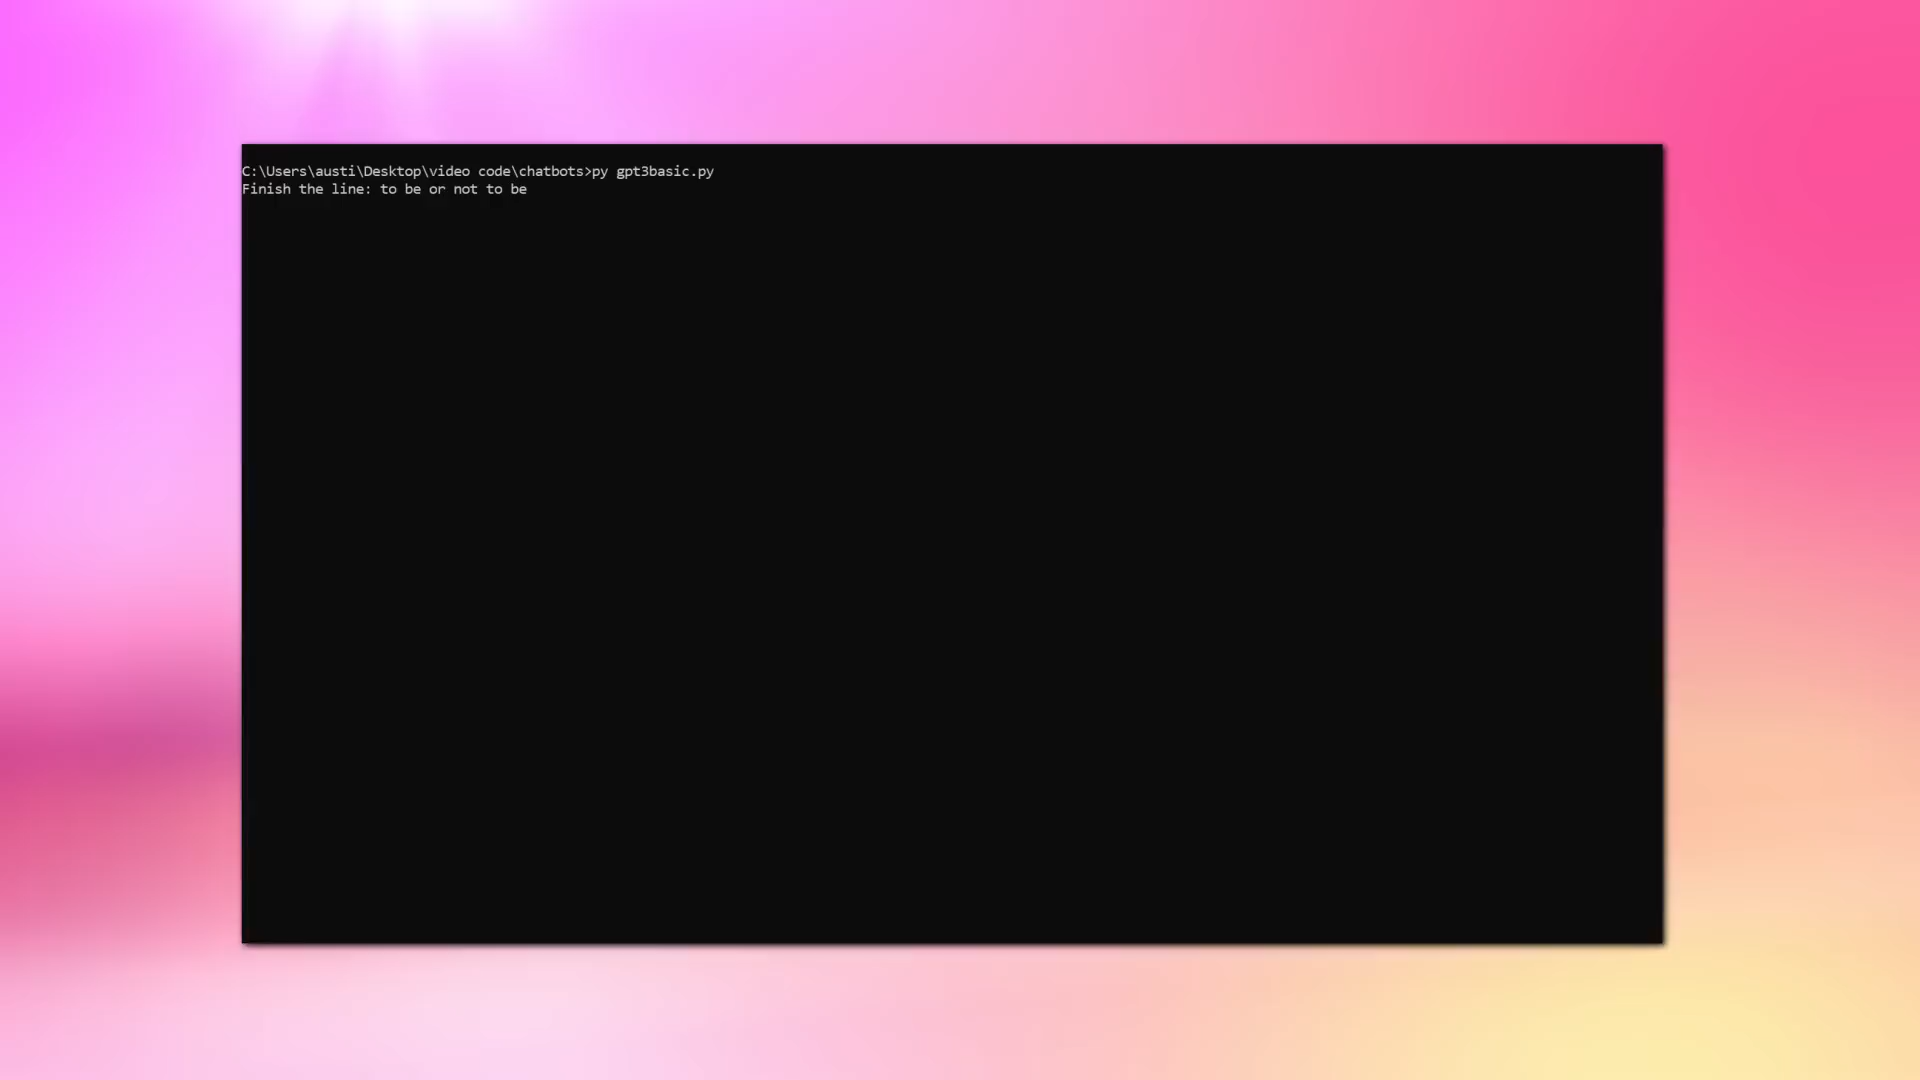 C:\Users\austi\Desktop\video code\chatbots>py gpt3basic.py
Finish the line: to be or not to be